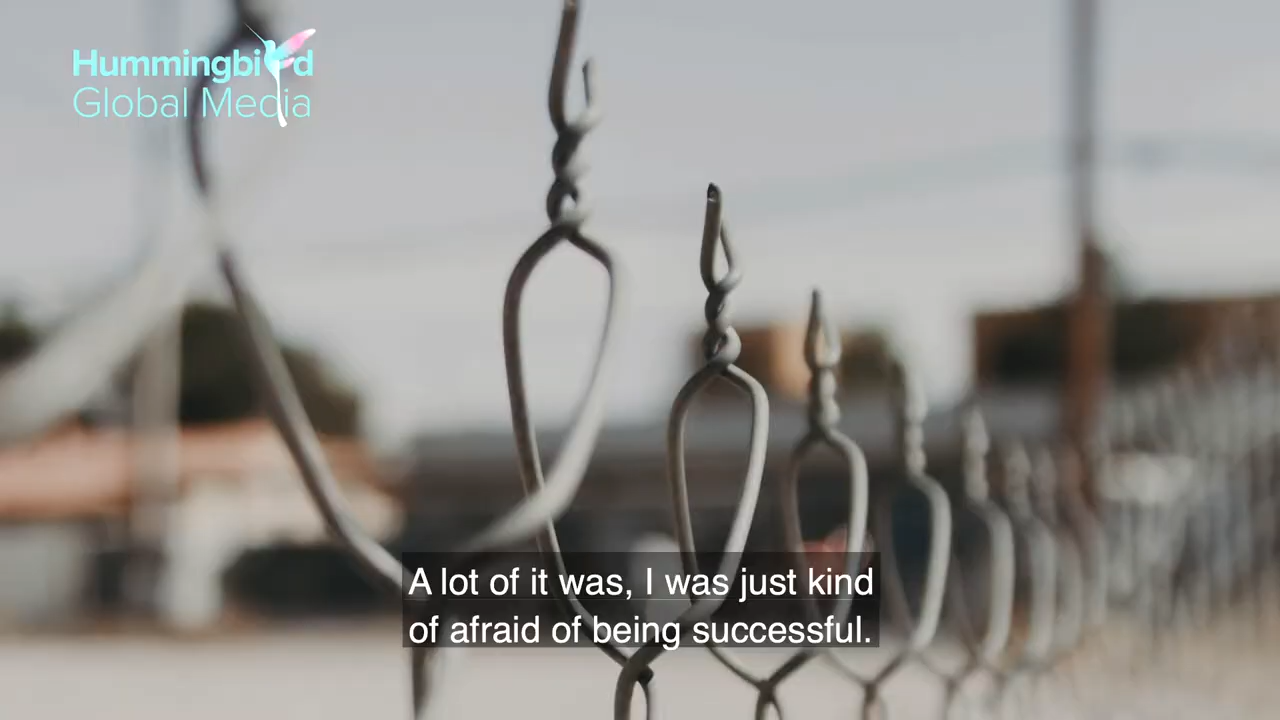 Hummingbird
Global Media
A lot of it was, I was just kind
of afraid of being successful.